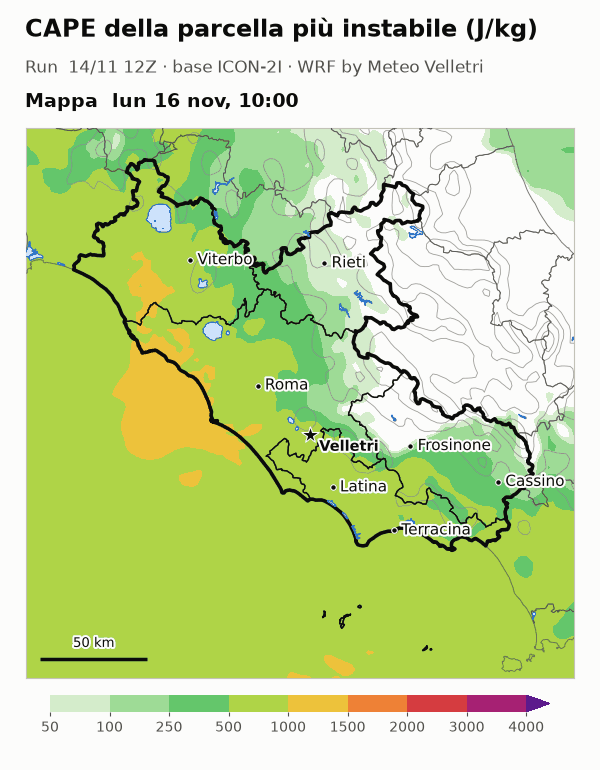 CAPE della parcella più instabile (J/kg)
Run  14/11 12Z · base ICON-2I · WRF by Meteo Velletri
Mappa  lun 16 nov, 10:00
Viterbo
Rieti
Roma
Velletri
Frosinone
Cassino
Latina
Terracina
50 km
50 100 250 500 1000 1500 2000 3000 4000